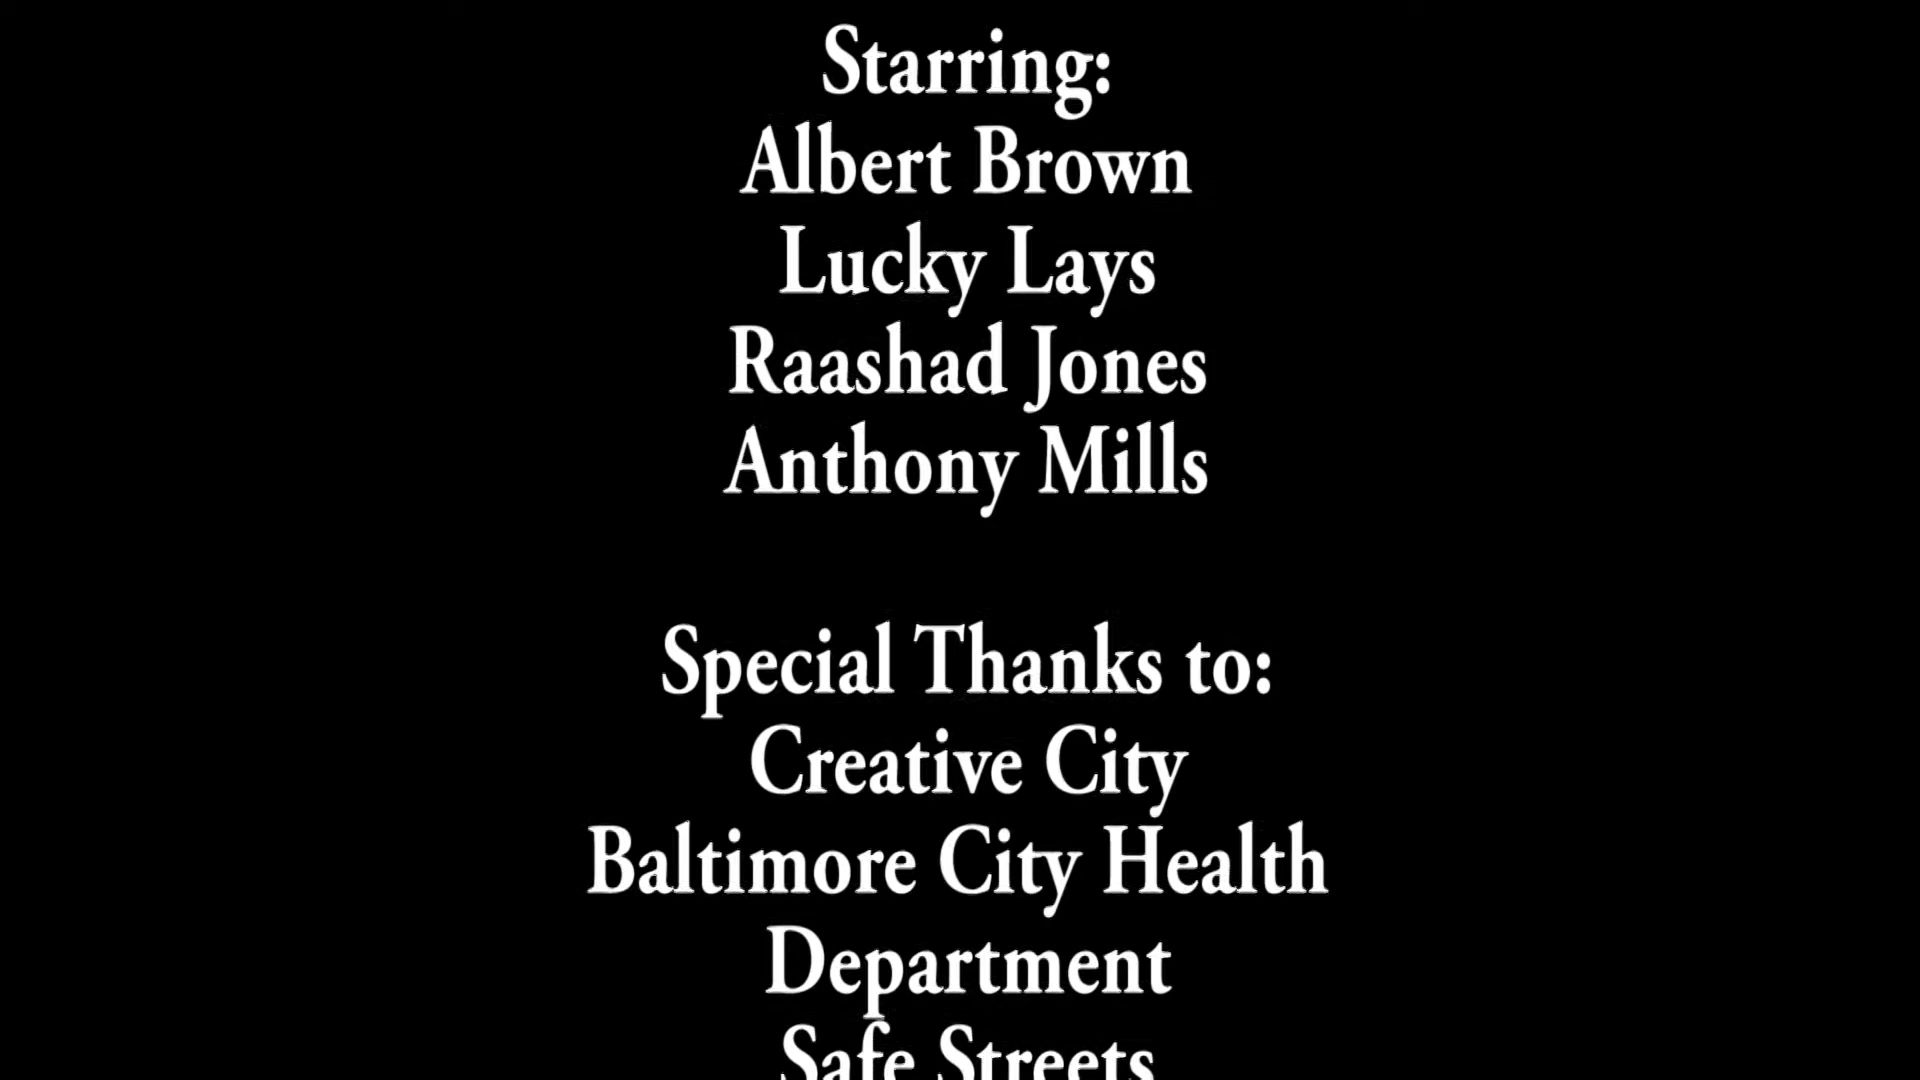 Starring:
Albert Brown
Lucky Lays
Raashad Jones
Anthony Mills
Special Thanks to:
Creative City
Baltimore City Health
Department
Safe Streets